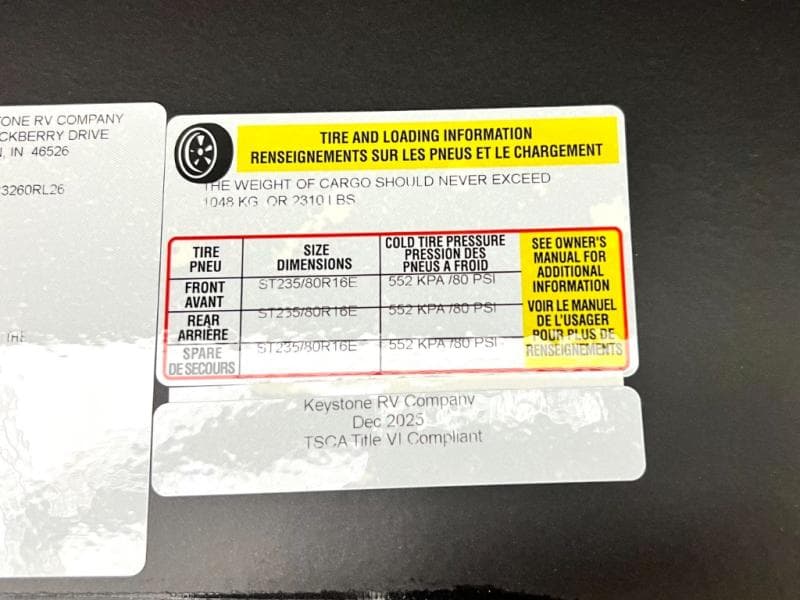 TONE RV COMPANY
CKBERRY DRIVE
N, IN 46526
3260RL26
THE
TIRE AND LOADING INFORMATION
RENSEIGNEMENTS SUR LES PNEUS ET LE CHARGEMENT
THE WEIGHT OF CARGO SHOULD NEVER EXCEED
1048 KG OR 2310 LBS
TIRE
PNEU
SIZE
DIMENSIONS
COLD TIRE PRESSURE
PRESSION DES
PNEUS A FROID
FRONT
AVANT
ST235/80R16E
552 KPA /80 PSI
REAR
ARRIÈRE
ST235/80R16E
552 KPA /80 PSI
SPARE
DE SECOURS
ST235/80R16E
552 KPA /80 PSI
SEE OWNER'S
MANUAL FOR
ADDITIONAL
INFORMATION
VOIR LE MANUEL
DE L'USAGER
POUR PLUS DE
RENSEIGNEMENTS
Keystone RV Company
Dec 2025
TSCA Title VI Compliant